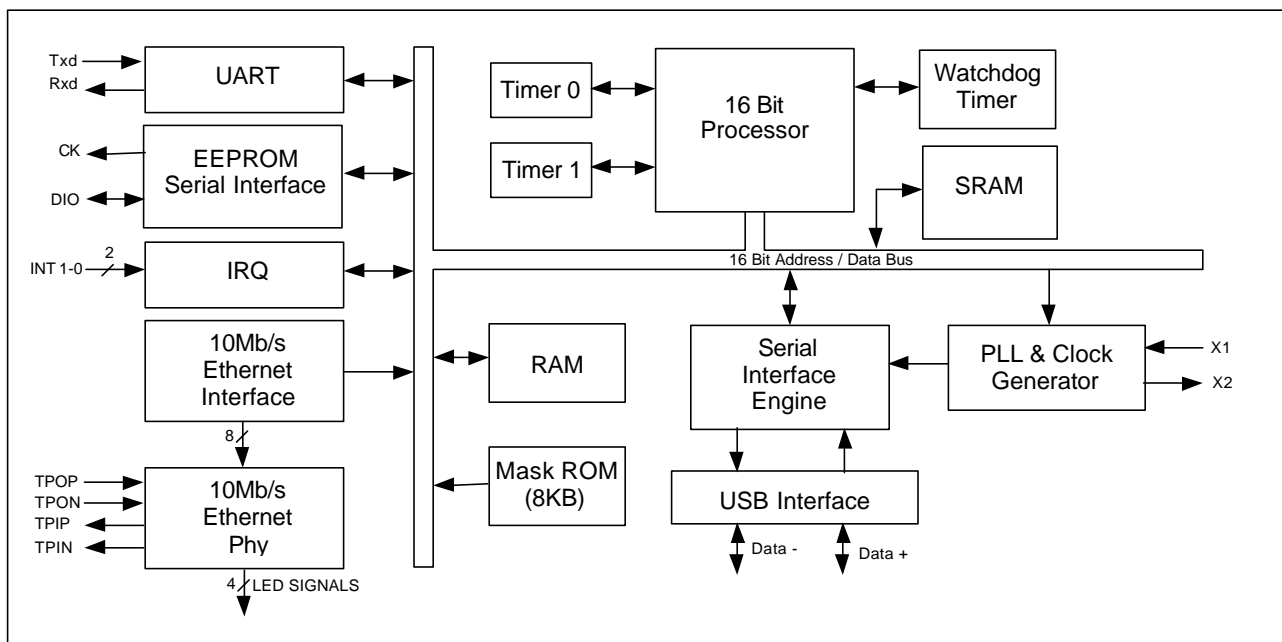 Txd
Rxd
UART
CK
DIO
EEPROM
Serial Interface
INT 1-0
2
IRQ
10Mb/s
Ethernet
Interface
8
TPOP
TPON
TPIP
TPIN
10Mb/s
Ethernet
Phy
4
LED SIGNALS
Timer 0
Timer 1
16 Bit
Processor
Watchdog
Timer
SRAM
16 Bit Address / Data Bus
RAM
Mask ROM
(8KB)
Serial
Interface
Engine
PLL & Clock
Generator
X1
X2
USB Interface
Data -
Data +